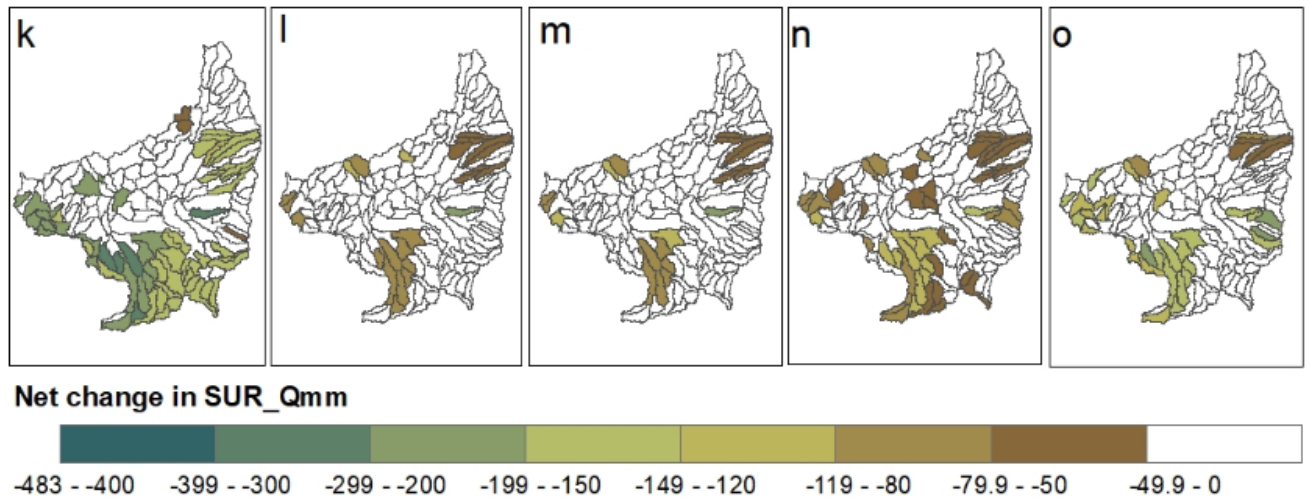 k l m n o
Net change in SUR_Qmm
-483 - -400 -399 - -300 -299 - -200 -199 - -150 -149 - -120 -119 - -80 -79.9 - -50 -49.9 - 0